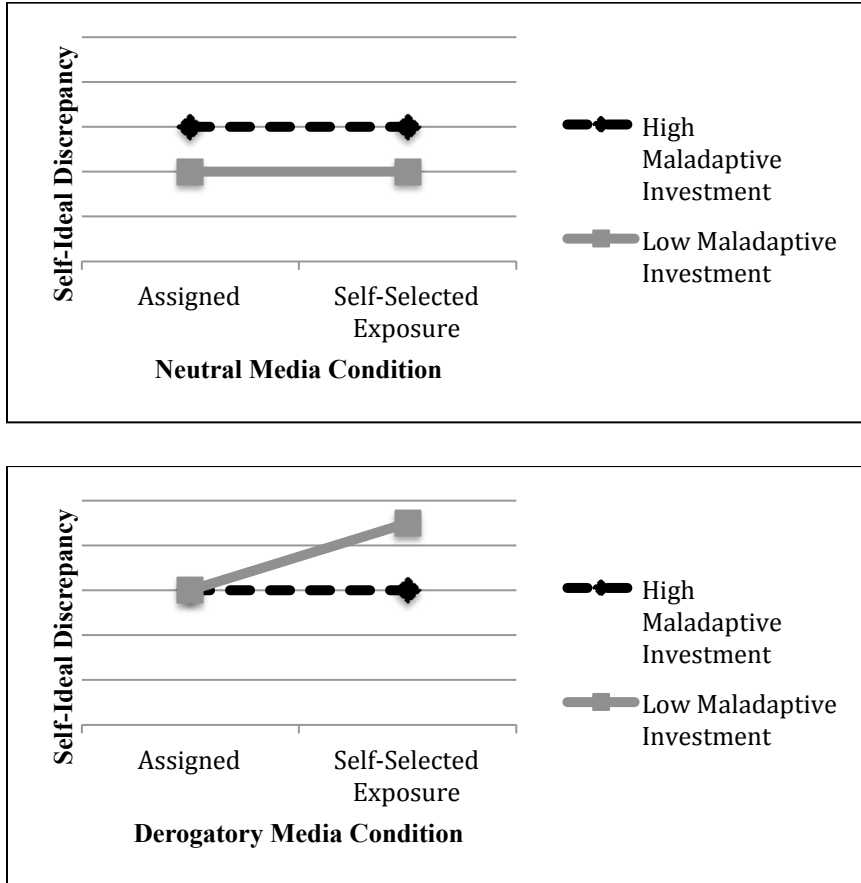 Self-Ideal Discrepancy
High
Maladaptive
Investment
Low Maladaptive
Investment
Assigned
Self-Selected
Exposure
Neutral Media Condition
Self-Ideal Discrepancy
High
Maladaptive
Investment
Low Maladaptive
Investment
Assigned
Self-Selected
Exposure
Derogatory Media Condition